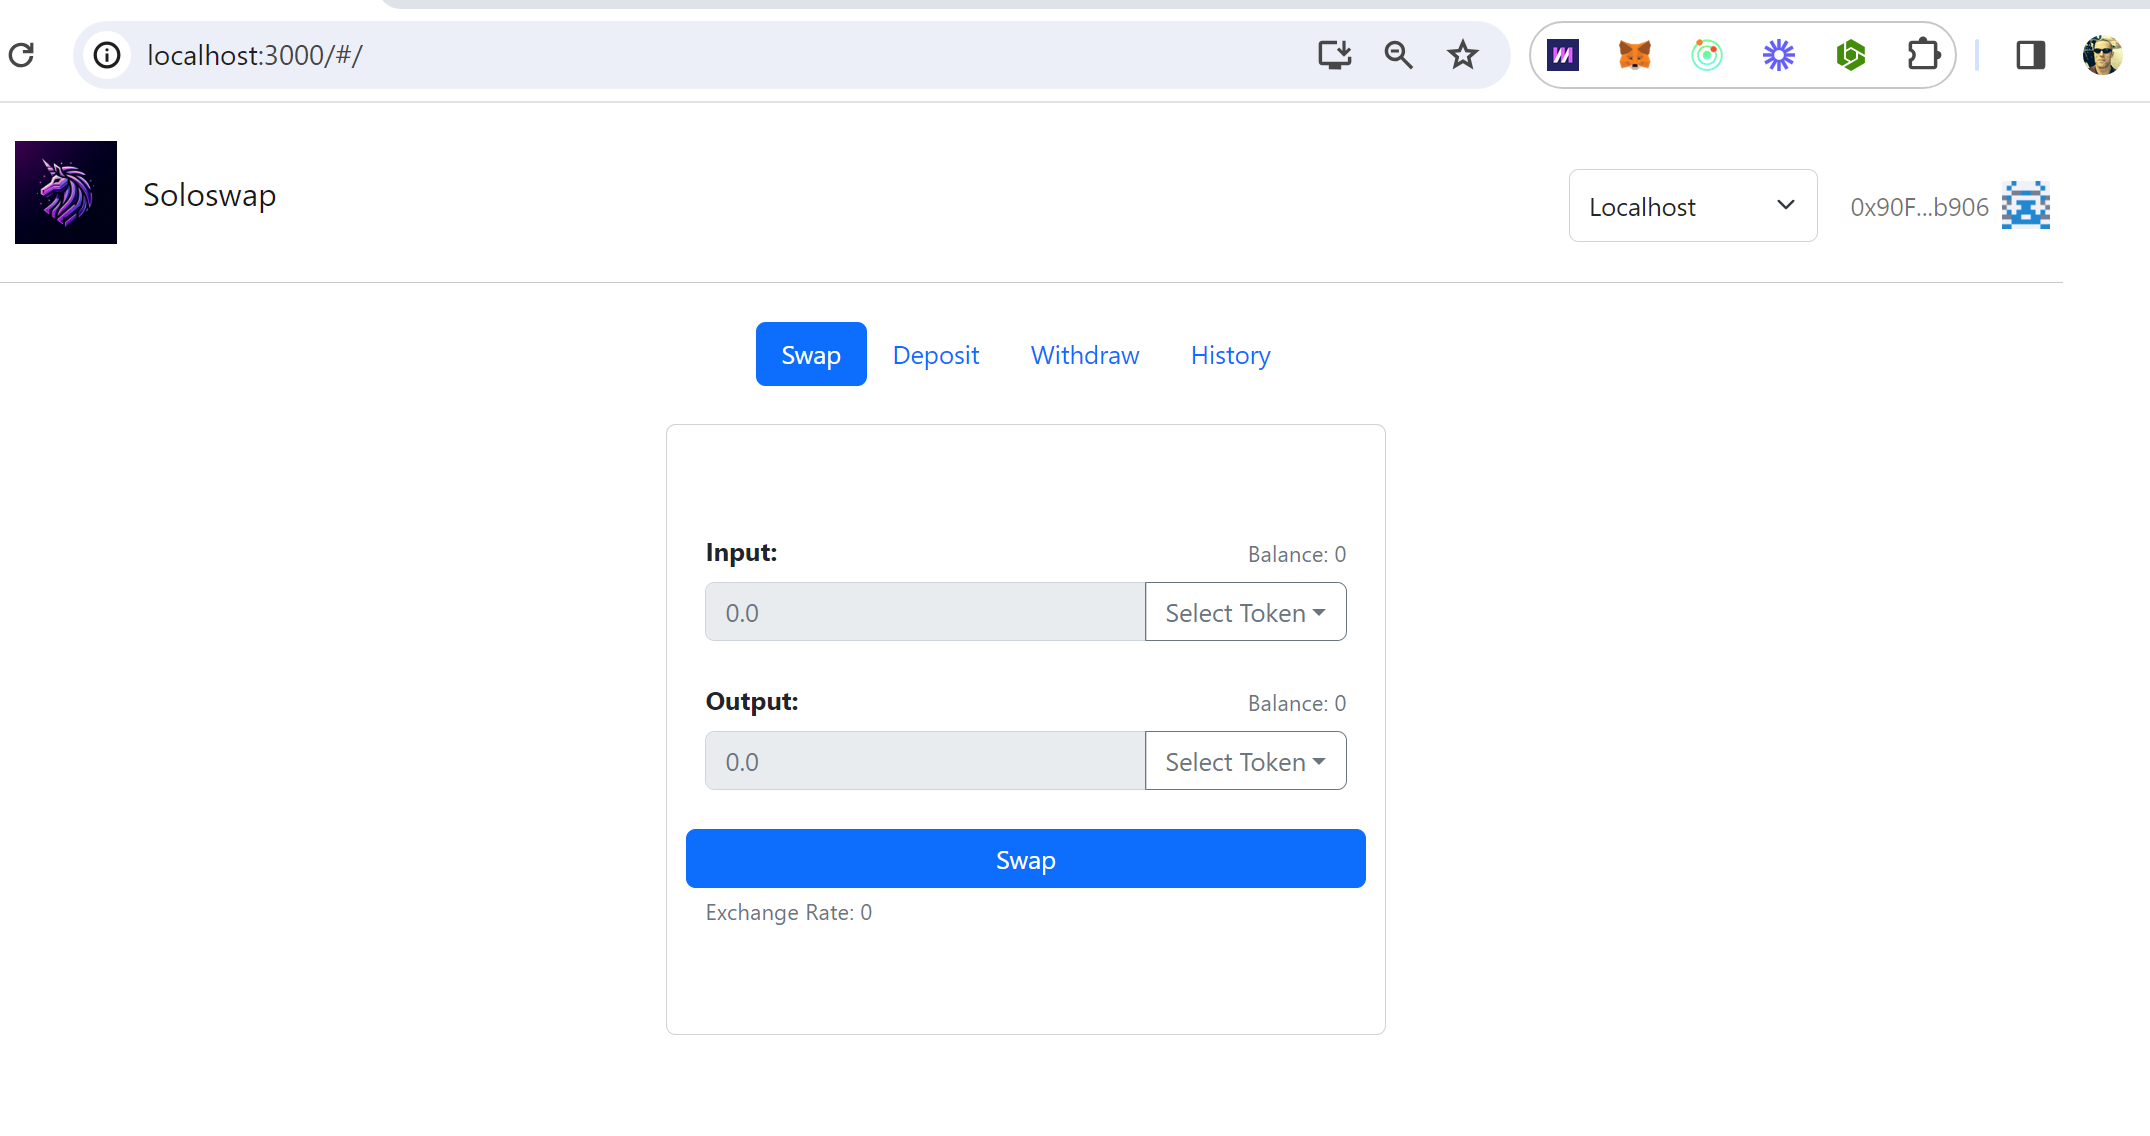 localhost:3000/#/
Soloswap
Localhost
0x90F...b906
Swap
Deposit
Withdraw
History
Input:
Balance: 0
0.0
Select Token
Output:
Balance: 0
0.0
Select Token
Swap
Exchange Rate: 0